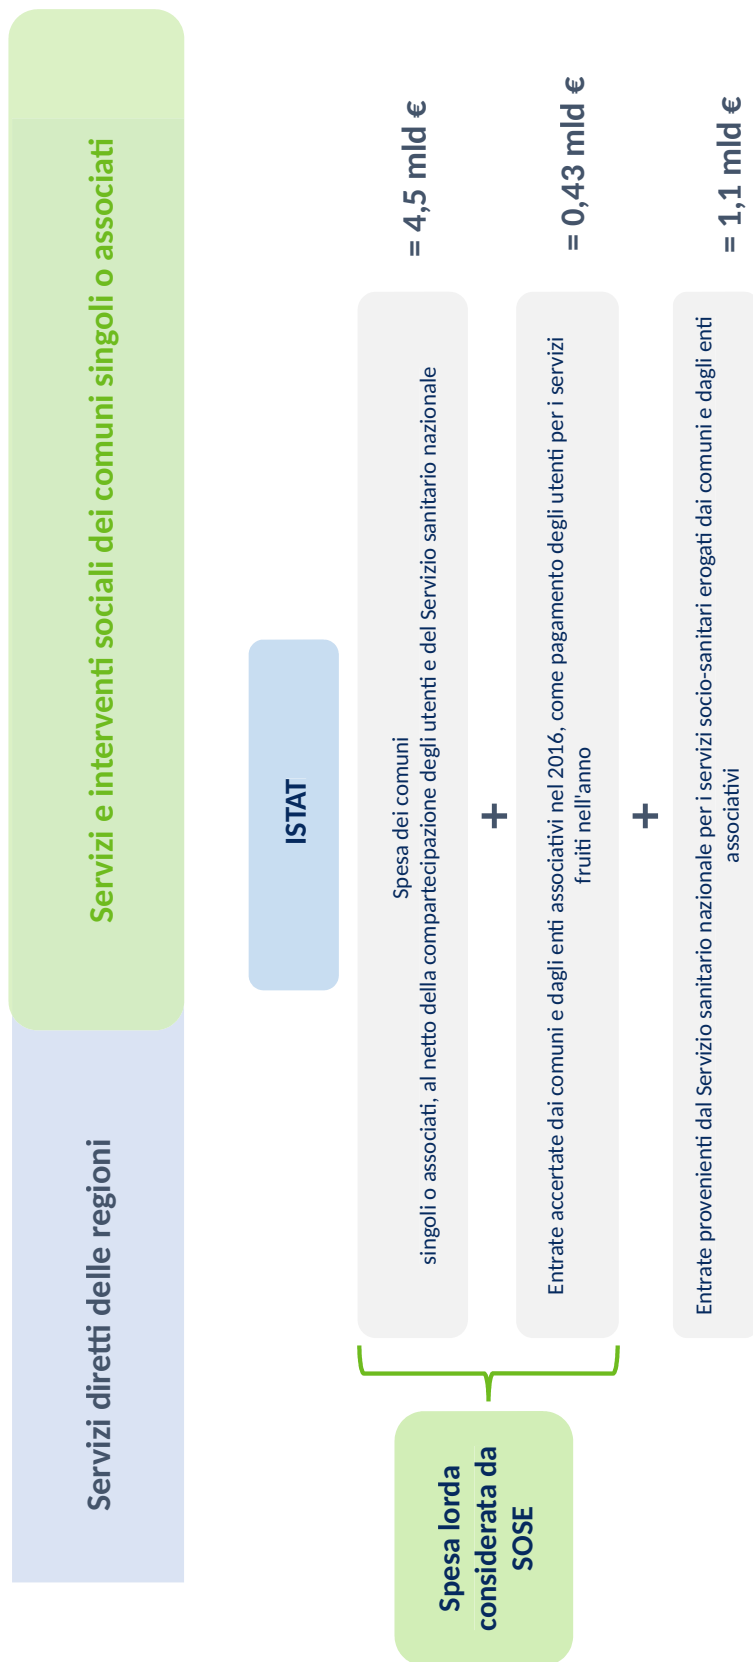 Servizi diretti delle regioni
Servizi e interventi sociali dei comuni singoli o associati
ISTAT
Spesa lorda
considerata da
SOSE
Spesa dei comuni
singoli o associati, al netto della compartecipazione degli utenti e del Servizio sanitario nazionale
= 4,5 mld €
+
Entrate accertate dai comuni e dagli enti associativi nel 2016, come pagamento degli utenti per i servizi
fruiti nell'anno
= 0,43 mld €
+
Entrate provenienti dal Servizio sanitario nazionale per i servizi socio-sanitari erogati dai comuni e dagli enti
associativi
= 1,1 mld €